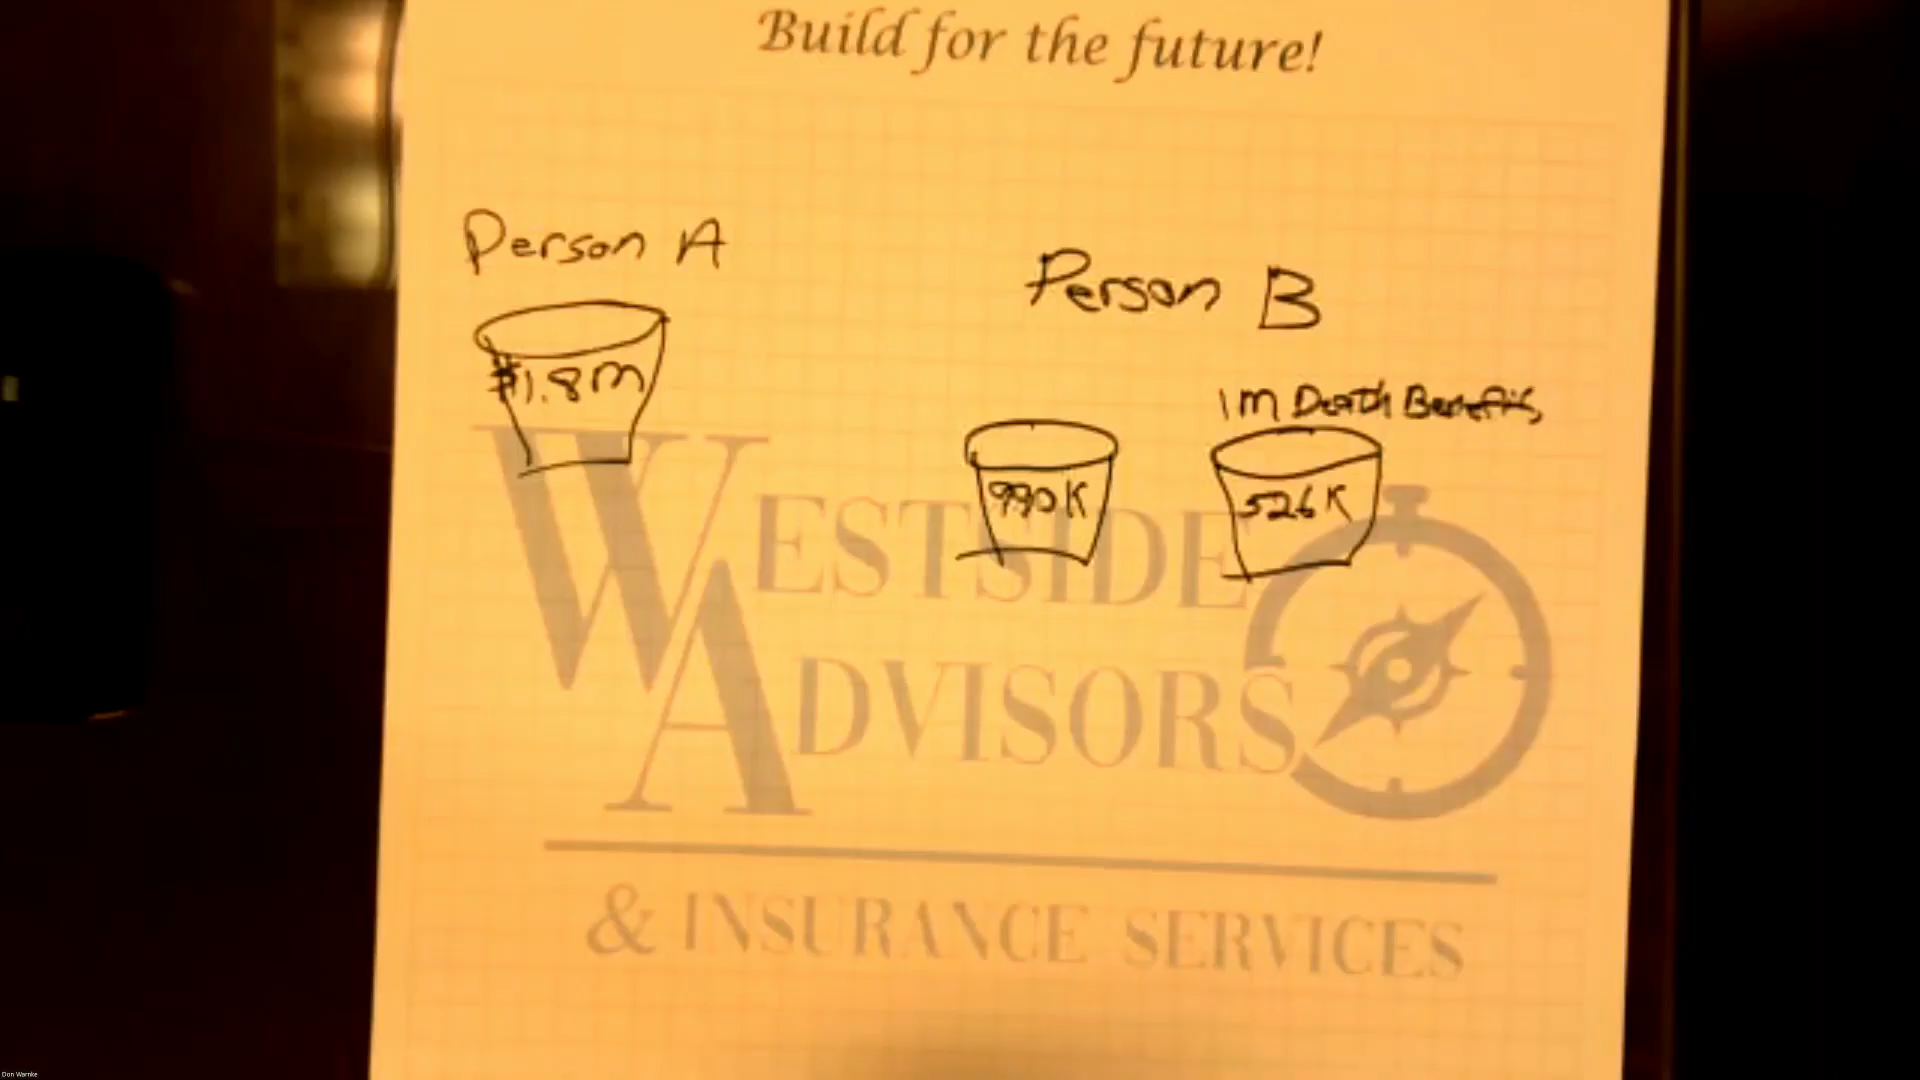 Build for the future!
Person A
$1.8M
Person B
1M Death Benefits
990K
526K
WESTSIDE
ADVISORS
& INSURANCE SERVICES
Don Warnke